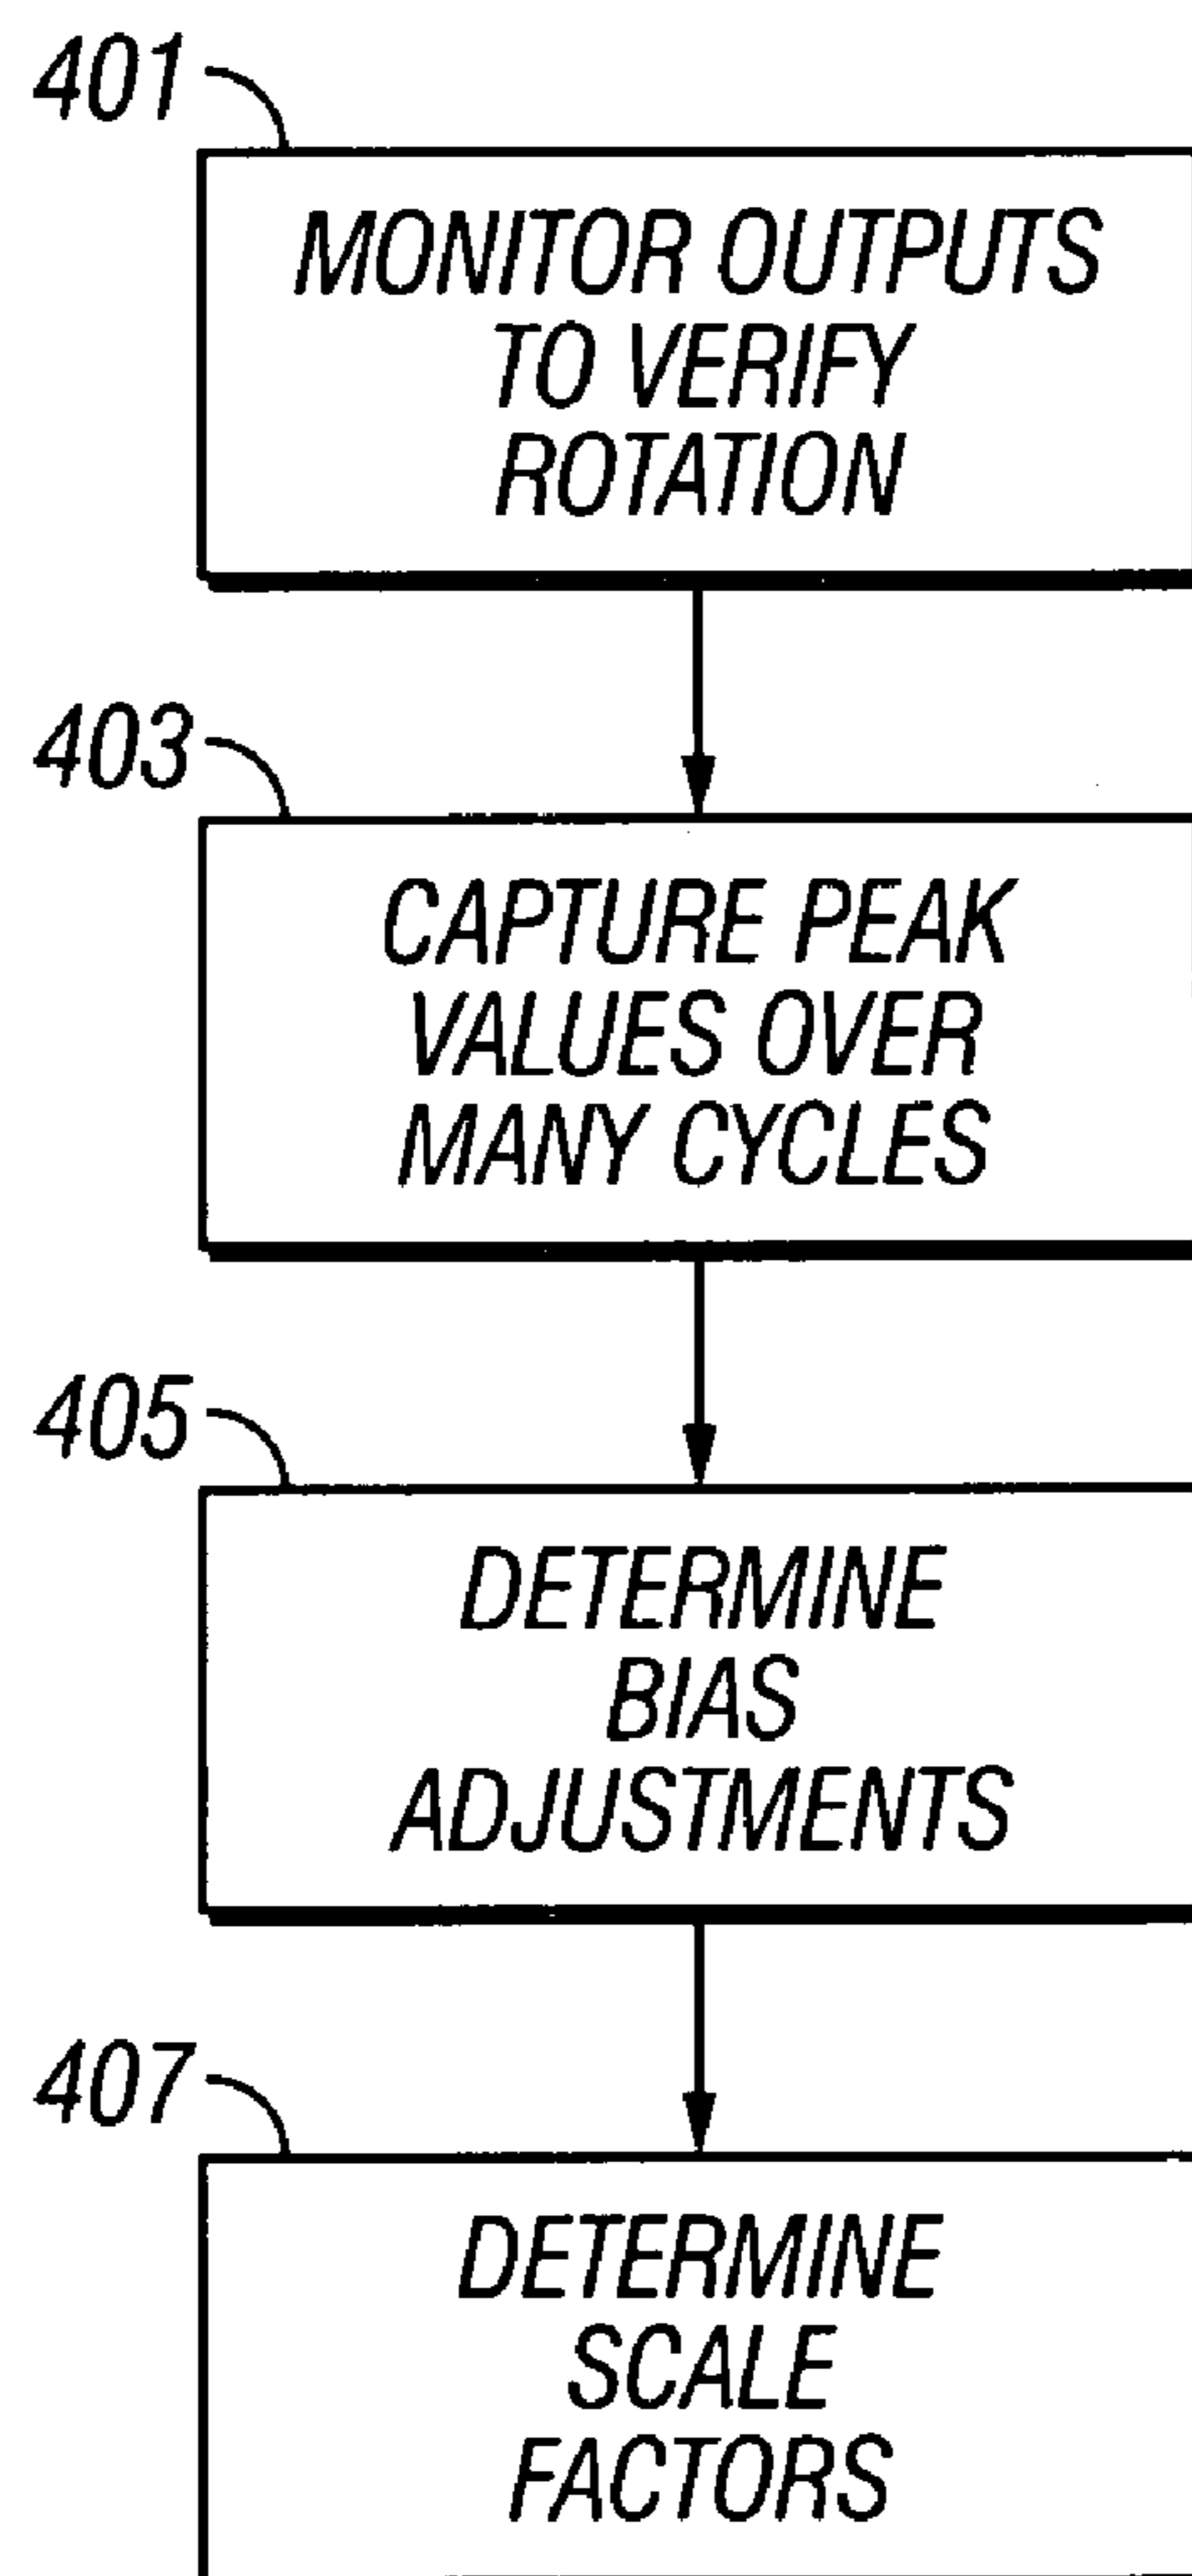 401
MONITOR OUTPUTS
TO VERIFY
ROTATION
403
CAPTURE PEAK
VALUES OVER
MANY CYCLES
405
DETERMINE
BIAS
ADJUSTMENTS
407
DETERMINE
SCALE
FACTORS